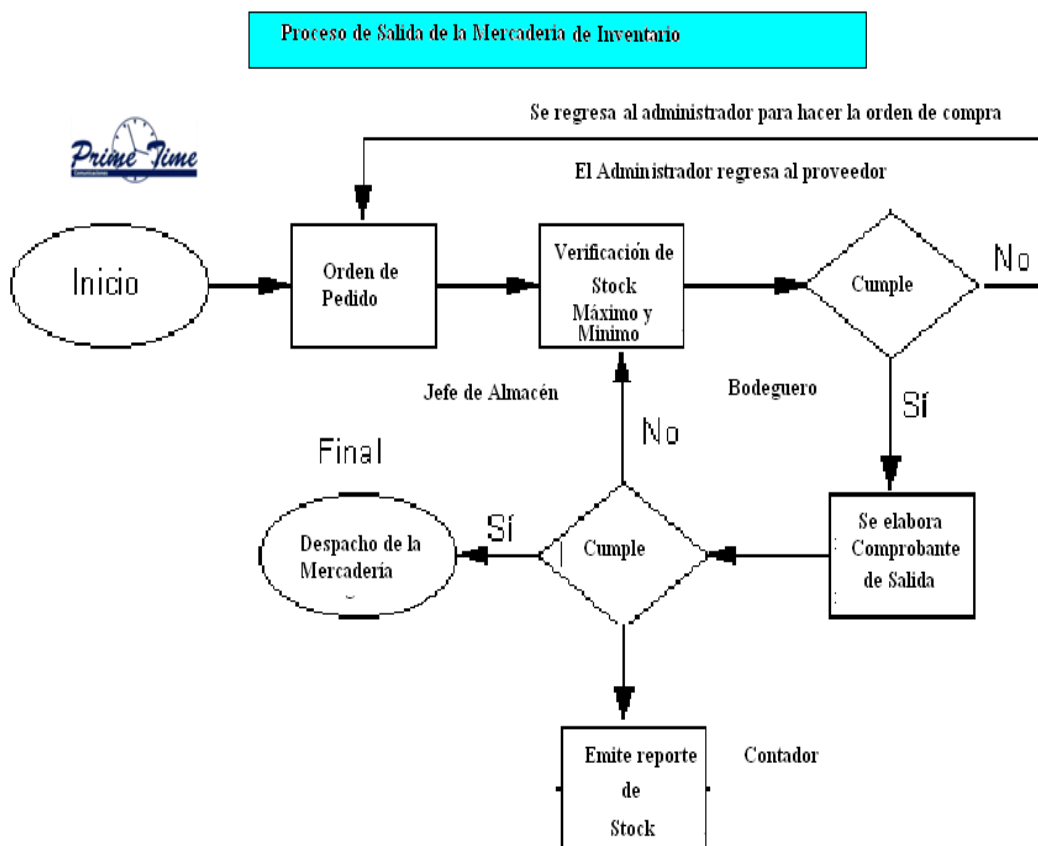 Proceso de Salida de la Mercaderia de Inventario
Se regresa al administrador para hacer la orden de compra
Prime Time
Comunicaciones
El Administrador regresa al proveedor
Inicio
Orden de
Pedido
Verificación de
Stock
Máximo y
Minimo
Cumple
No
Jefe de Almacén
Bodeguero
Sí
No
Final
Despacho de la
Mercadería
Sí
Cumple
Se elabora
Comprobante
de Salida
Emite reporte
de
Stock
Contador